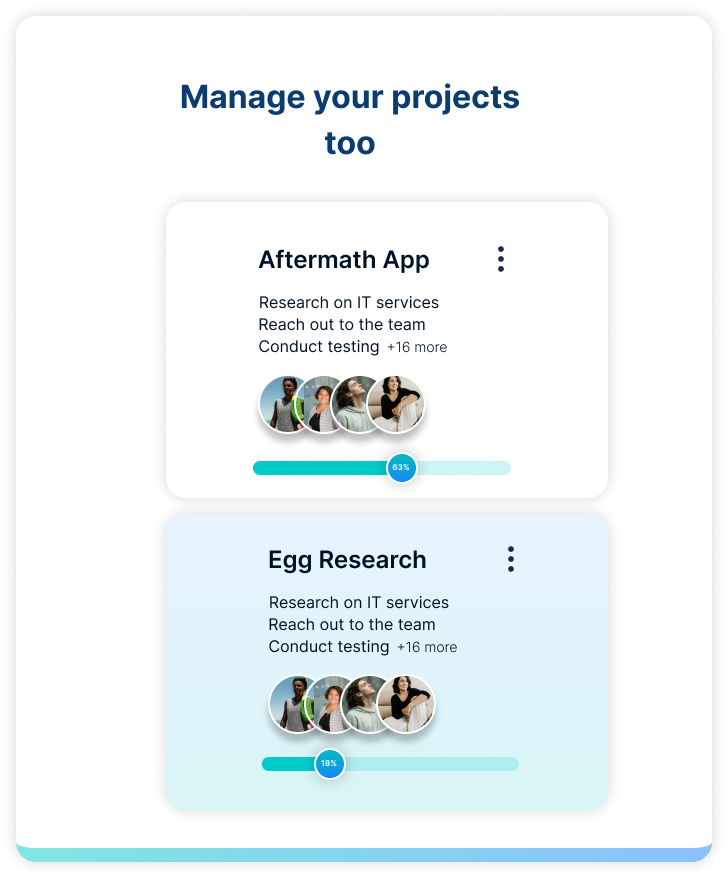 Manage your projects
too
Aftermath App
Research on IT services
Reach out to the team
Conduct testing +16 more
63%
Egg Research
Research on IT services
Reach out to the team
Conduct testing +16 more
18%